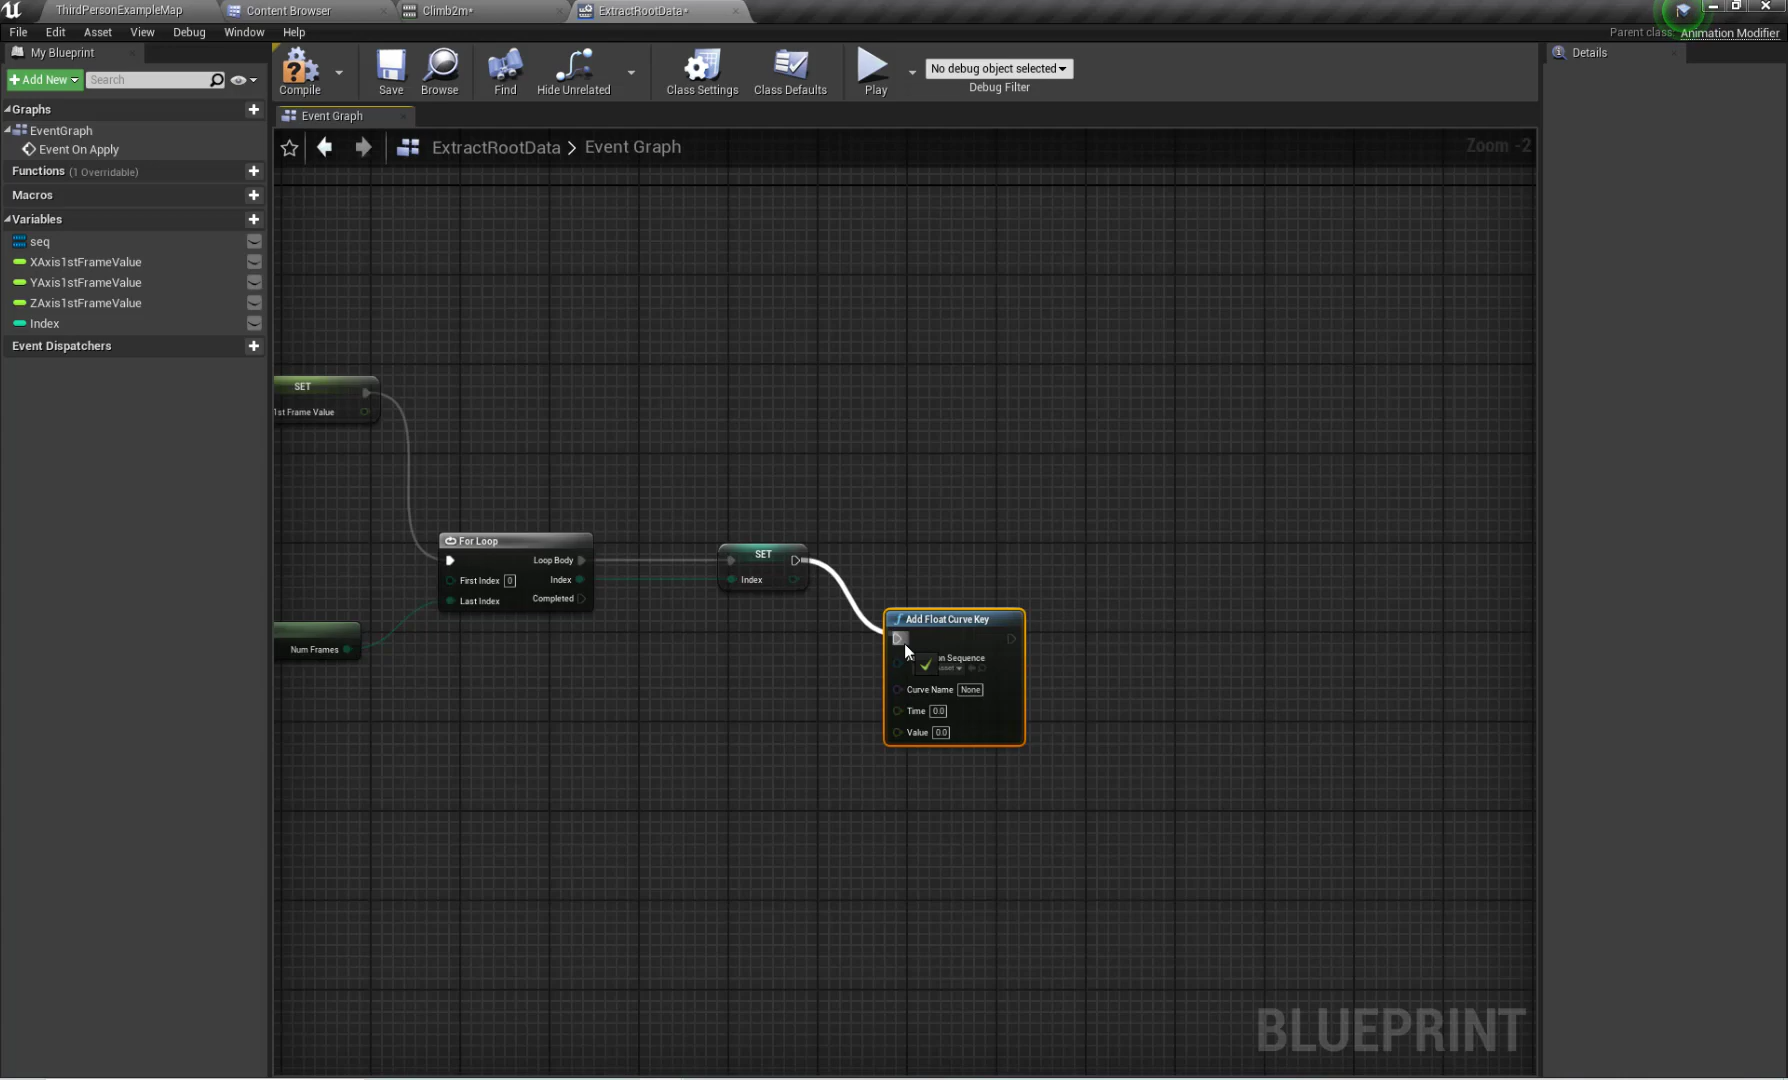 ThirdPersonExampleMap
Content Browser
Climb2m*
ExtractRootData*
File Edit Asset View Debug Window Help
Parent class: Animation Modifier
My Blueprint
Details
+Add New
Search
Compile
Save
Browse
Find
Hide Unrelated
Class Settings
Class Defaults
Play
No debug object selected
Debug Filter
Graphs
EventGraph
Event On Apply
Functions (1 Overridable)
Macros
Variables
seq
XAxis1stFrameValue
YAxis1stFrameValue
ZAxis1stFrameValue
Index
Event Dispatchers
Event Graph
ExtractRootData > Event Graph
Zoom -2
SET
1st Frame Value
For Loop
Loop Body
First Index 0
Index
Last Index
Completed
Num Frames
SET
Index
Add Float Curve Key
Sequence
Curve Name None
Time 0.0
Value 0.0
BLUEPRINT